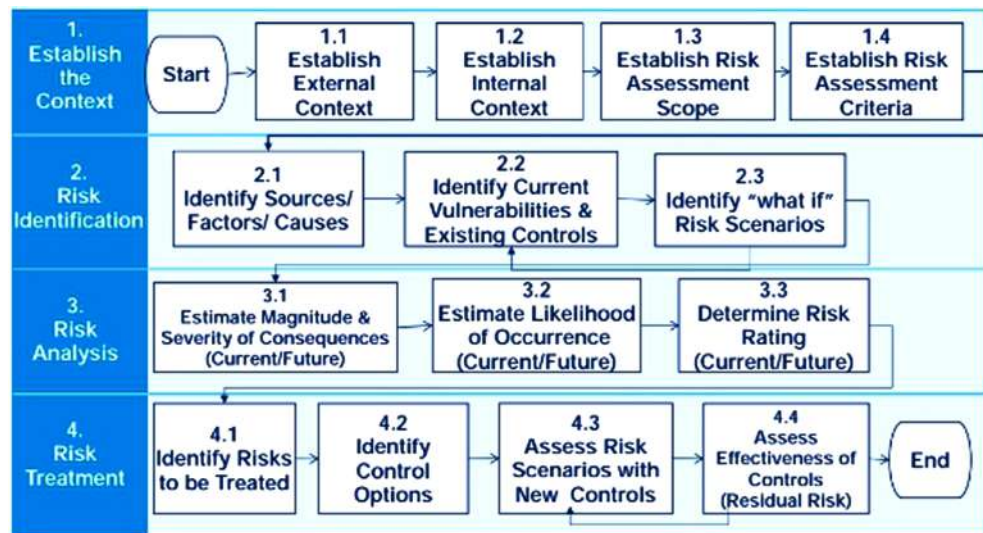 1.
Establish
the
Context
Start
1.1
Establish
External
Context
1.2
Establish
Internal
Context
1.3
Establish Risk
Assessment
Scope
1.4
Establish Risk
Assessment
Criteria
2.
Risk
Identification
2.1
Identify Sources/
Factors/ Causes
2.2
Identify Current
Vulnerabilities &
Existing Controls
2.3
Identify “what if”
Risk Scenarios
3.
Risk
Analysis
3.1
Estimate Magnitude &
Severity of Consequences
(Current/Future)
3.2
Estimate Likelihood
of Occurrence
(Current/Future)
3.3
Determine Risk
Rating
(Current/Future)
4.
Risk
Treatment
4.1
Identify Risks
to be Treated
4.2
Identify
Control
Options
4.3
Assess Risk
Scenarios with
New Controls
4.4
Assess
Effectiveness of
Controls
(Residual Risk)
End